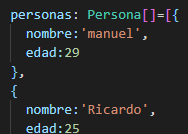 personas: Persona[]=[{
nombre:'manuel',
edad:29
},
{
nombre:'Ricardo',
edad:25